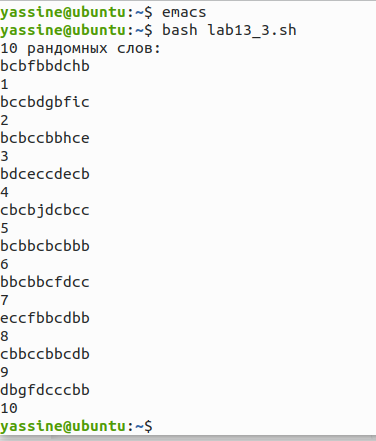 yassine@ubuntu:~$ emacs
yassine@ubuntu:~$ bash lab13_3.sh
10 рандомных слов:
bcbfbbdchb
1
bccbdgbfic
2
bcbccbbhce
3
bdceccdecb
4
cbcbjdcbcc
5
bcbbcbcbbb
6
bbcbbcfdcc
7
eccfbbcdbb
8
cbbccbbcdb
9
dbgfdcccbb
10
yassine@ubuntu:~$